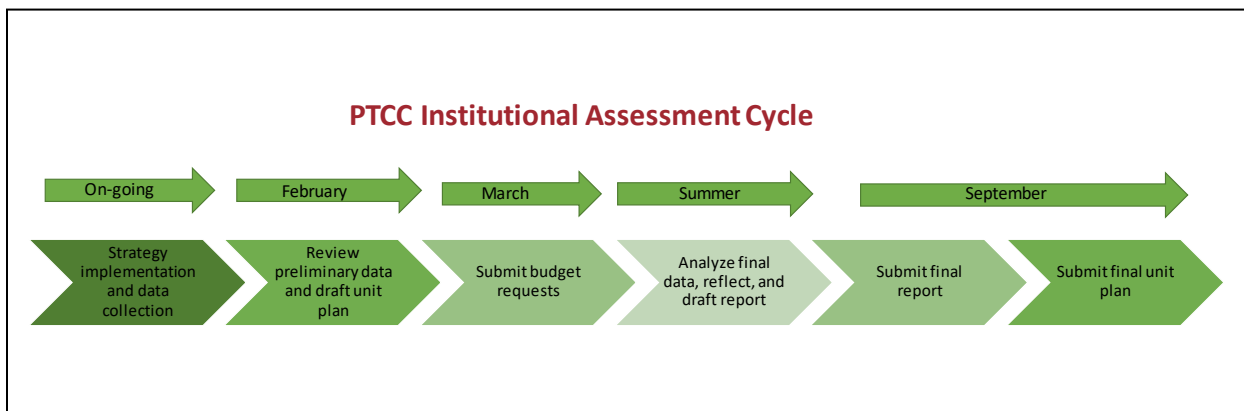 PTCC Institutional Assessment Cycle
On-going
February
March
Summer
September
Strategy
implementation
and data
collection
Review
preliminary data
and draft unit
plan
Submit budget
requests
Analyze final
data, reflect, and
draft report
Submit final
report
Submit final unit
plan